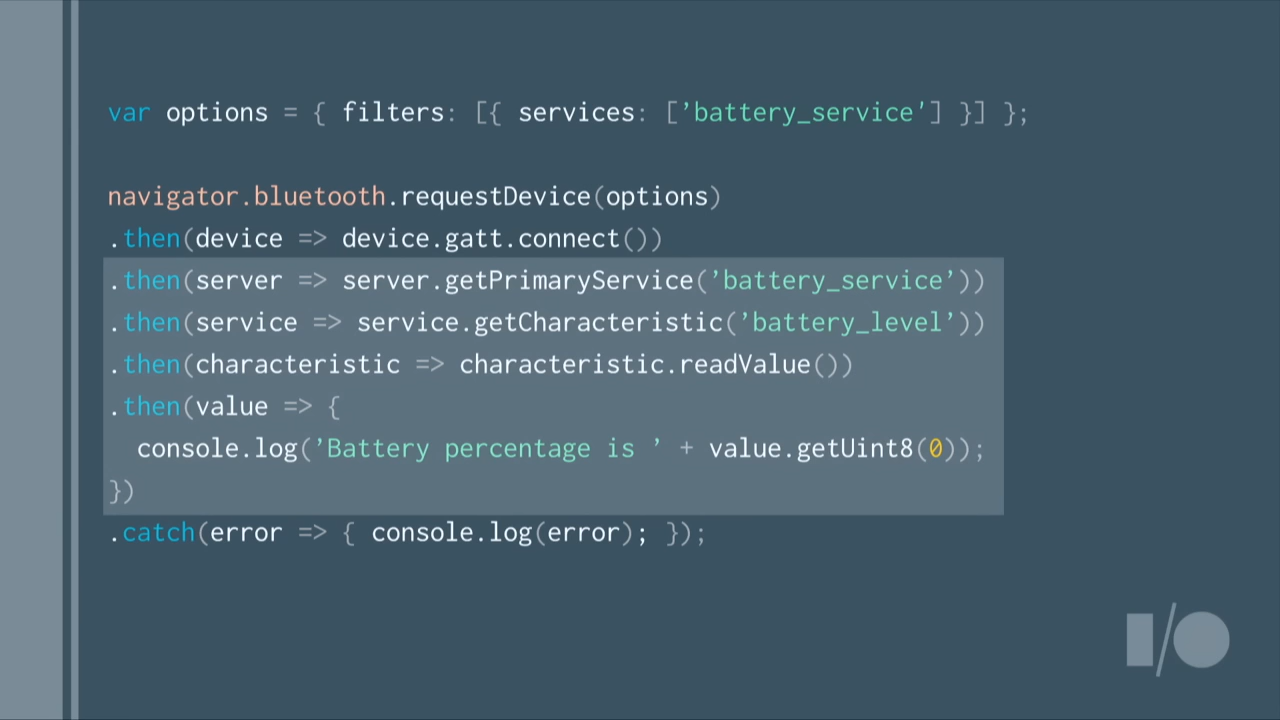 var options = { filters: [{ services: ['battery_service'] }] };
navigator.bluetooth.requestDevice(options)
.then(device => device.gatt.connect())
.then(server => server.getPrimaryService('battery_service'))
.then(service => service.getCharacteristic('battery_level'))
.then(characteristic => characteristic.readValue())
.then(value => {
console.log('Battery percentage is ' + value.getUint8(0));
})
.catch(error => { console.log(error); });
I/O